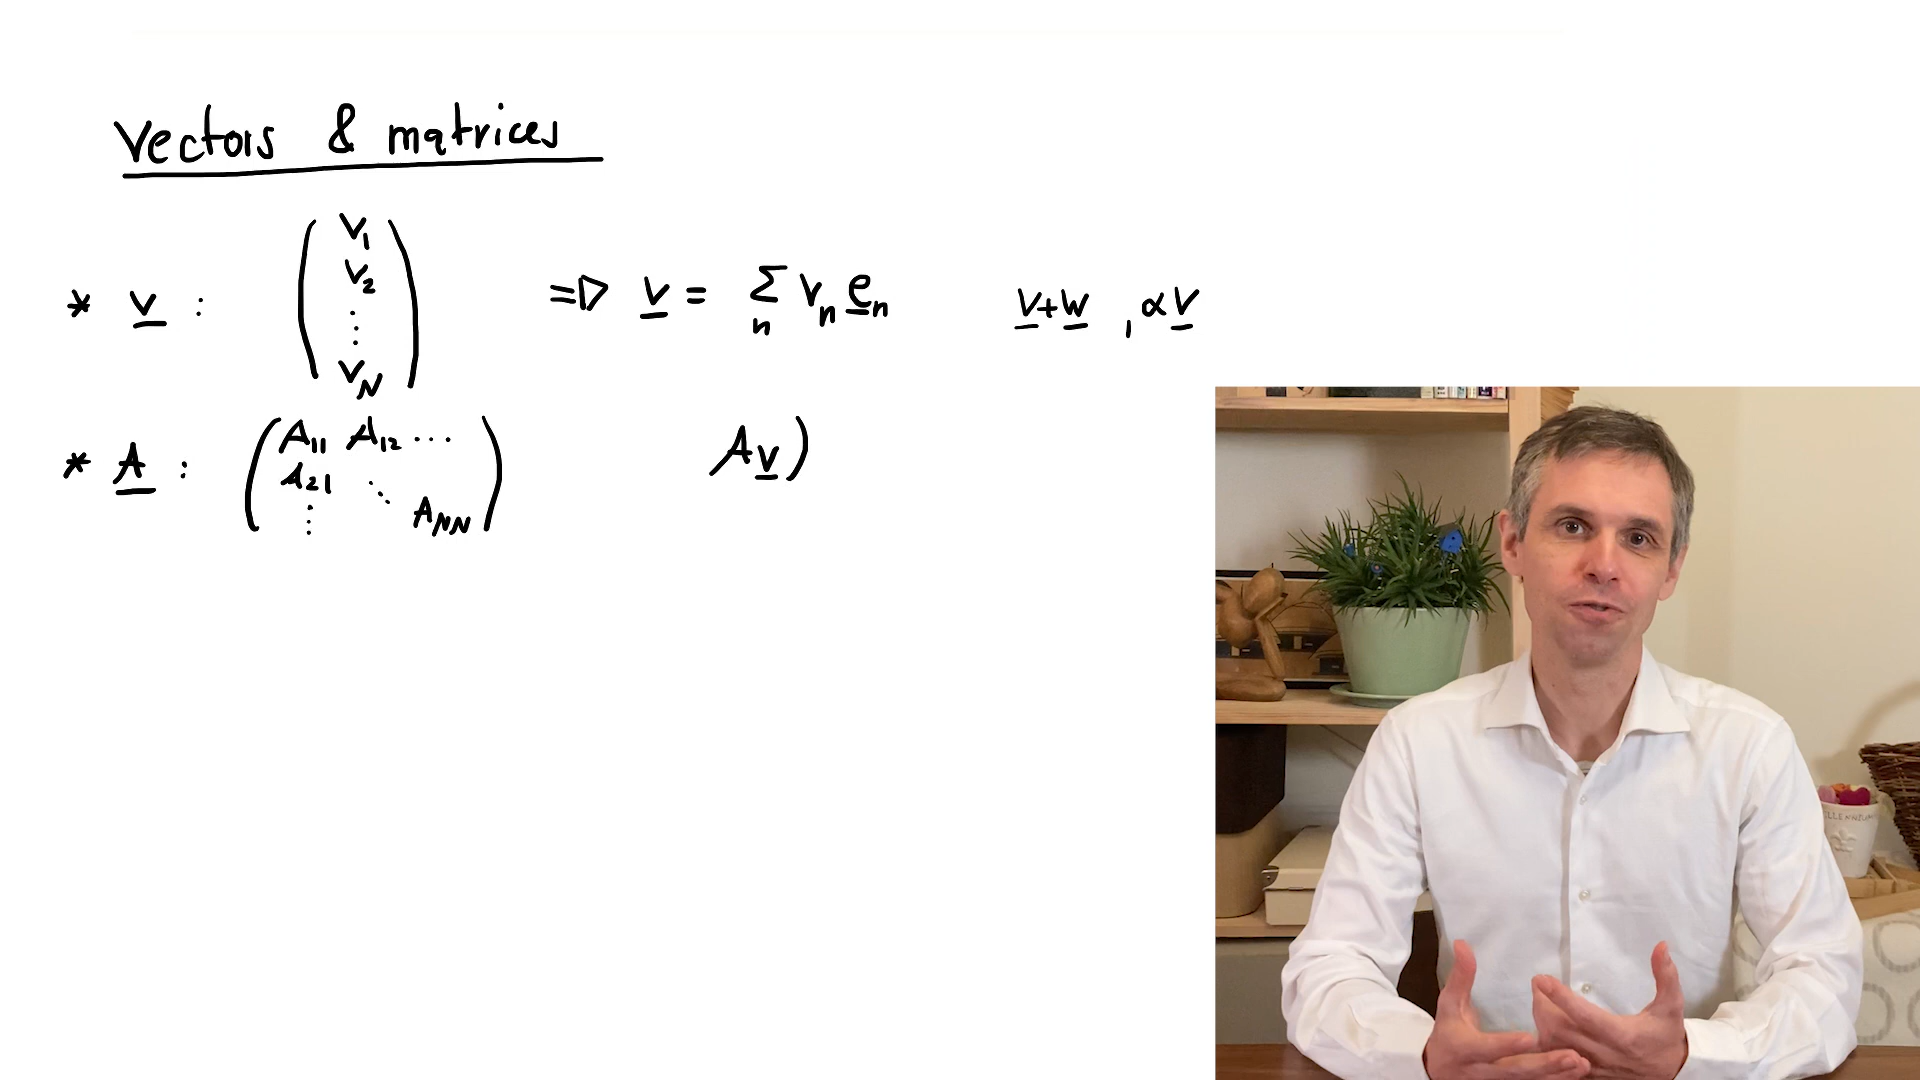 Vectors & matrices
* v : ( V1 V2 ⋮ VN ) => v = Σn Vn en    v+w , αv
* A : ( A11 A12 ... A21 ⋱ ⋮ ANN )    Av)